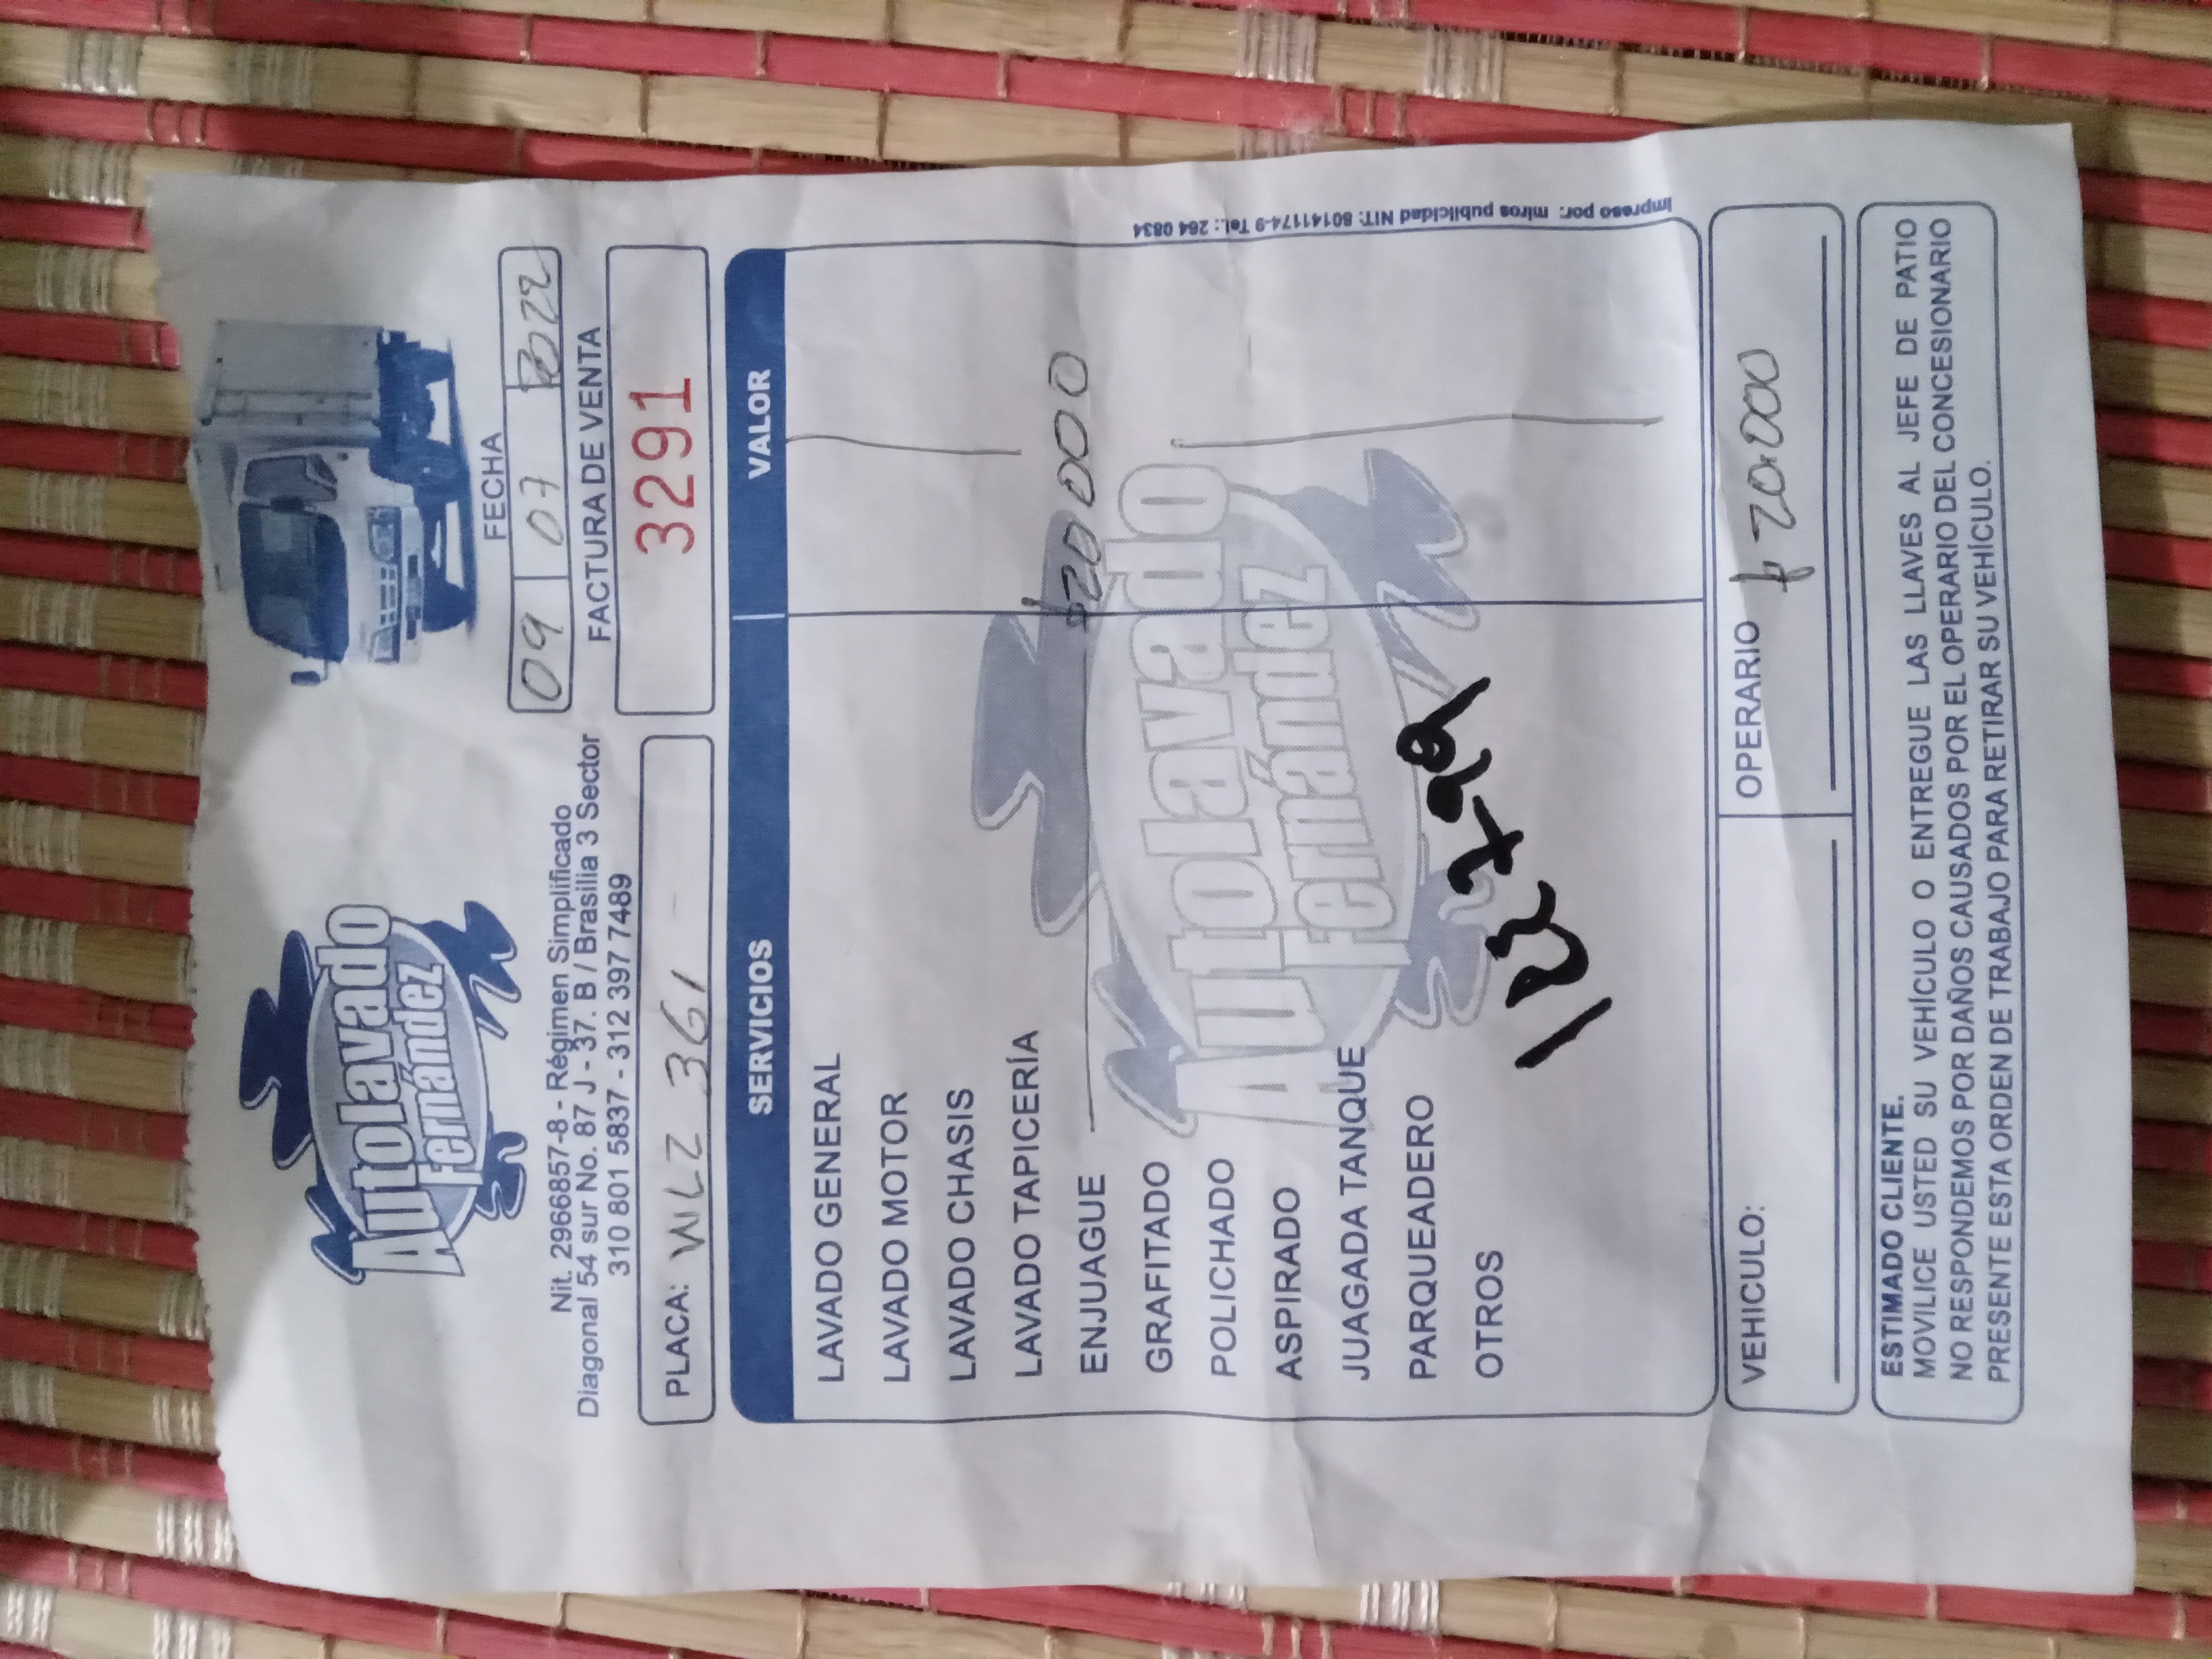 Autolavado
Fernández
Nit. 2966857-8 - Régimen Simplificado
Diagonal 54 sur No. 87 J - 37. B / Brasilia 3 Sector
310 801 5837 - 312 397 7489
FECHA
09 07 2022
FACTURA DE VENTA
3291
PLACA: WLZ 361
SERVICIOS VALOR
LAVADO GENERAL
LAVADO MOTOR
LAVADO CHASIS
LAVADO TAPICERÍA
ENJUAGUE $20000
GRAFITADO
POLICHADO
ASPIRADO
JUAGADA TANQUE
PARQUEADERO
OTROS
Autolavado
Fernández
VEHICULO:
OPERARIO $20.000
ESTIMADO CLIENTE.
MOVILICE USTED SU VEHÍCULO O ENTREGUE LAS LLAVES AL JEFE DE PATIO
NO RESPONDEMOS POR DAÑOS CAUSADOS POR EL OPERARIO DEL CONCESIONARIO
PRESENTE ESTA ORDEN DE TRABAJO PARA RETIRAR SU VEHÍCULO.
Impreso por: miros publicidad NIT: 80141174-9 Tel.: 264 0834